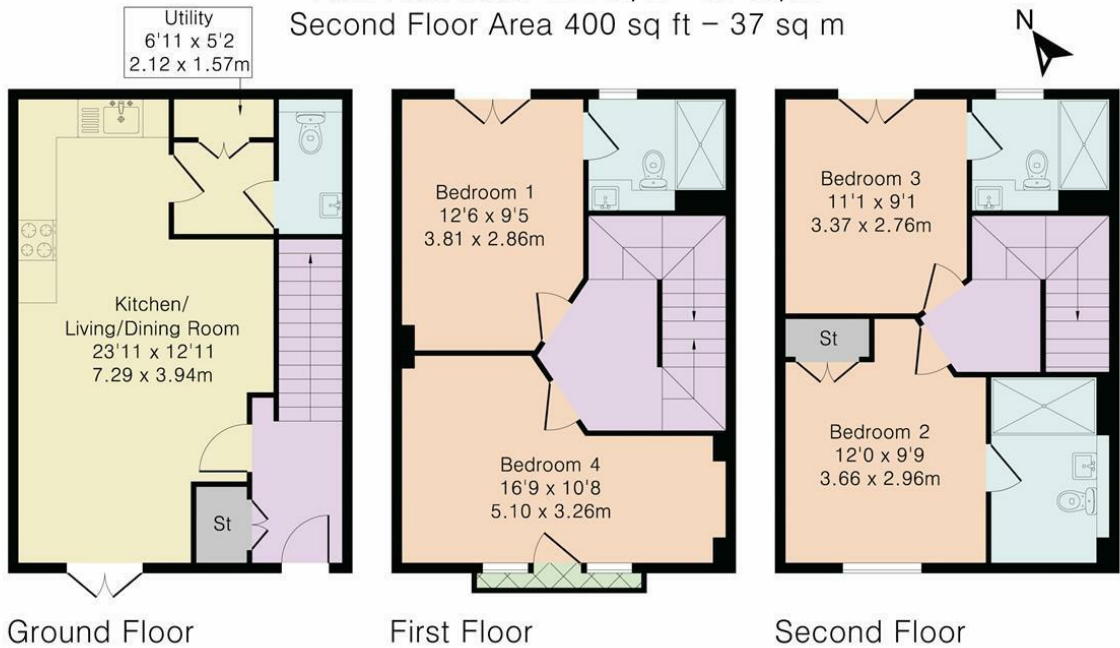 Second Floor Area 400 sq ft – 37 sq m
N
Utility
6'11 x 5'2
2.12 x 1.57m
Kitchen/
Living/Dining Room
23'11 x 12'11
7.29 x 3.94m
St
Ground Floor
Bedroom 1
12'6 x 9'5
3.81 x 2.86m
Bedroom 4
16'9 x 10'8
5.10 x 3.26m
First Floor
Bedroom 3
11'1 x 9'1
3.37 x 2.76m
St
Bedroom 2
12'0 x 9'9
3.66 x 2.96m
Second Floor